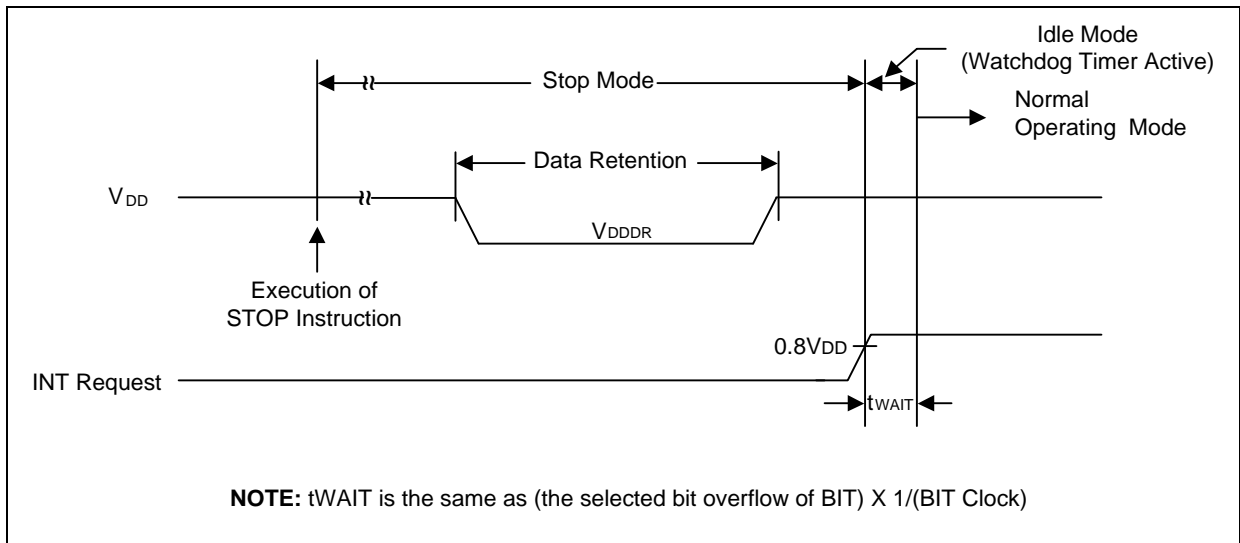 Idle Mode
(Watchdog Timer Active)
Stop Mode
Normal
Operating Mode
Data Retention
VDD
VDDDR
Execution of
STOP Instruction
0.8VDD
INT Request
tWAIT
NOTE: tWAIT is the same as (the selected bit overflow of BIT) X 1/(BIT Clock)